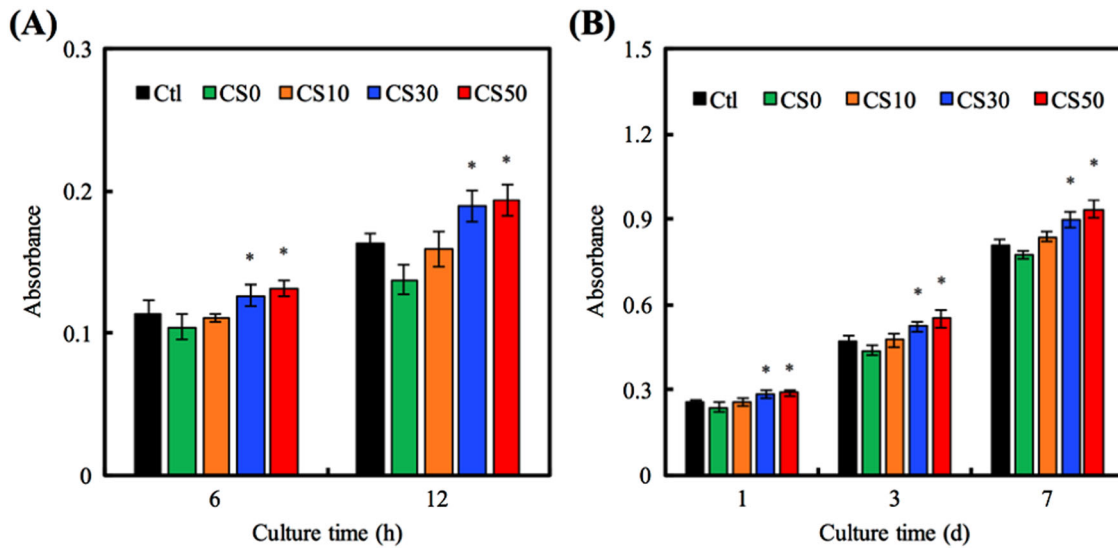 (A)
0.3
Ctl CS0 CS10 CS30 CS50
0.2
* *
* *
0.1
0
6 12
Absorbance
Culture time (h)
(B)
1.5
Ctl CS0 CS10 CS30 CS50
1.2
* *
0.9
0.6
* *
0.3
* *
0
1 3 7
Absorbance
Culture time (d)